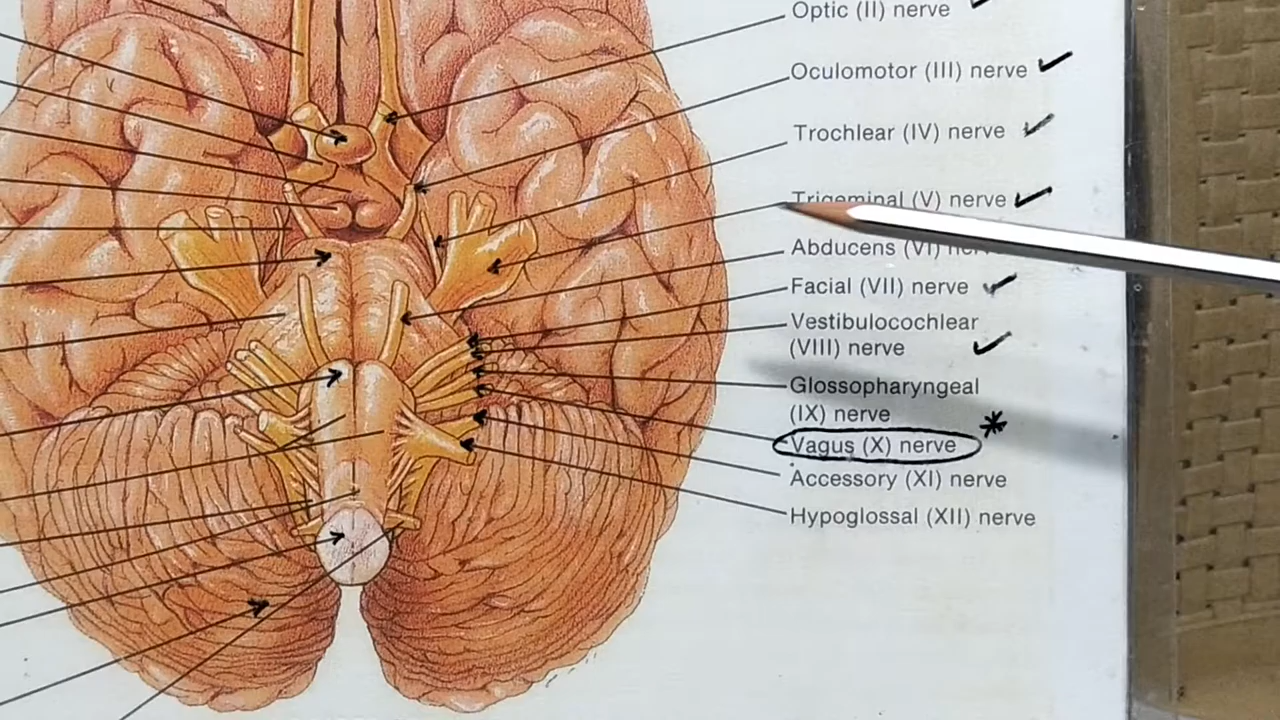 Optic (II) nerve
Oculomotor (III) nerve
Trochlear (IV) nerve
Trigeminal (V) nerve
Abducens (VI) nerve
Facial (VII) nerve
Vestibulocochlear
(VIII) nerve
Glossopharyngeal
(IX) nerve
Vagus (X) nerve
Accessory (XI) nerve
Hypoglossal (XII) nerve